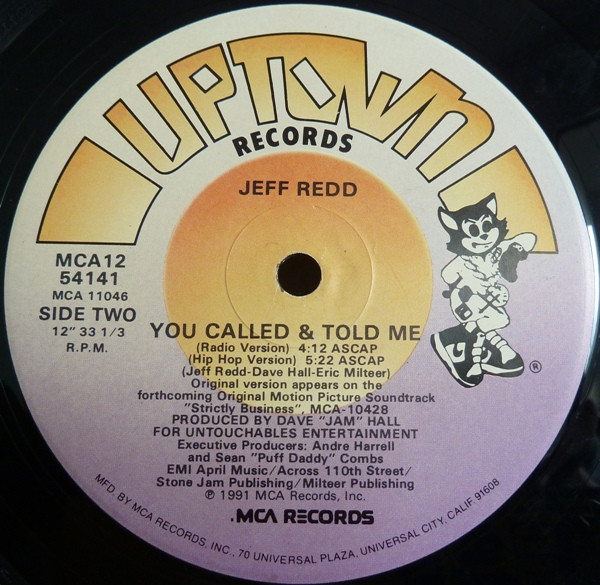 UPTOWN
RECORDS
JEFF REDD
MCA12
54141
MCA 11046
SIDE TWO
12" 33 1/3
R.P.M.
YOU CALLED & TOLD ME
(Radio Version) 4:12 ASCAP
(Hip Hop Version) 5:22 ASCAP
(Jeff Redd-Dave Hall-Eric Milteer)
Original version appears on the
forthcoming Original Motion Picture Soundtrack
"Strictly Business", MCA-10428
PRODUCED BY DAVE "JAM" HALL
FOR UNTOUCHABLES ENTERTAINMENT
Executive Producers: Andre Harrell
and Sean "Puff Daddy" Combs
EMI April Music/Across 110th Street/
Stone Jam Publishing/Milteer Publishing
℗ 1991 MCA Records, Inc.
®
.MCA RECORDS
MFD. BY MCA RECORDS, INC., 70 UNIVERSAL PLAZA, UNIVERSAL CITY, CALIF. 91608